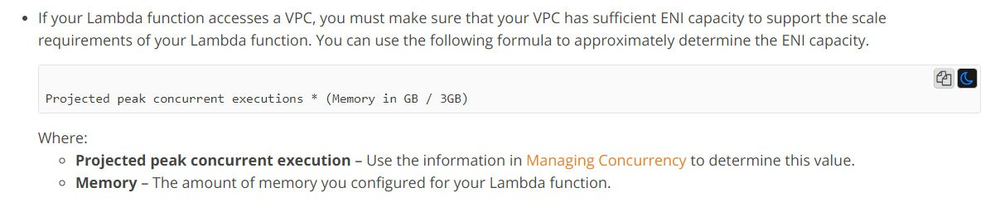 • If your Lambda function accesses a VPC, you must make sure that your VPC has sufficient ENI capacity to support the scale
requirements of your Lambda function. You can use the following formula to approximately determine the ENI capacity.
Projected peak concurrent executions * (Memory in GB / 3GB)
Where:
◦ Projected peak concurrent execution – Use the information in Managing Concurrency to determine this value.
◦ Memory – The amount of memory you configured for your Lambda function.